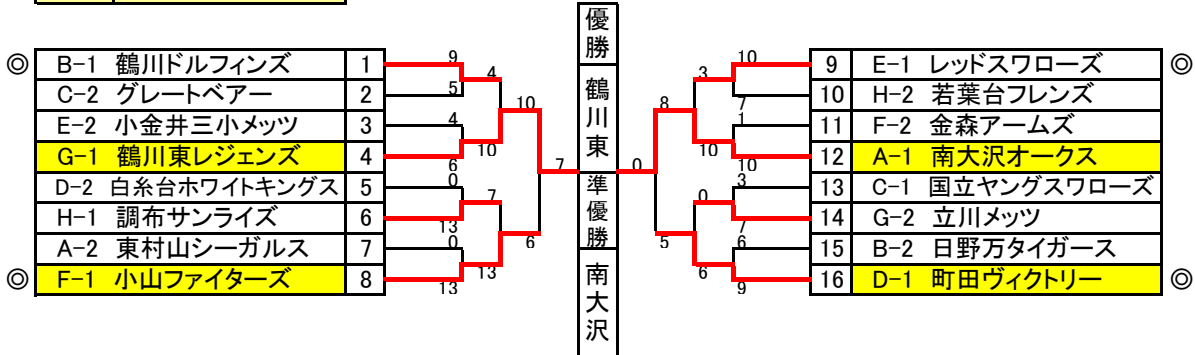 優勝
鶴川東
準優勝
南大沢
◎ B-1 鶴川ドルフィンズ 1
C-2 グレートベアー 2
E-2 小金井三小メッツ 3
G-1 鶴川東レジェンズ 4
D-2 白糸台ホワイトキングス 5
H-1 調布サンライズ 6
A-2 東村山シーガルス 7
◎ F-1 小山ファイターズ 8
9
5
4
6
0
13
0
13
4
10
7
13
10
6
7
0
8
5
3
10
0
6
10
7
1
10
3
7
6
9
9 E-1 レッドスワローズ ◎
10 H-2 若葉台フレンズ
11 F-2 金森アームズ
12 A-1 南大沢オークス
13 C-1 国立ヤングスワローズ
14 G-2 立川メッツ
15 B-2 日野万タイガース
16 D-1 町田ヴィクトリー ◎